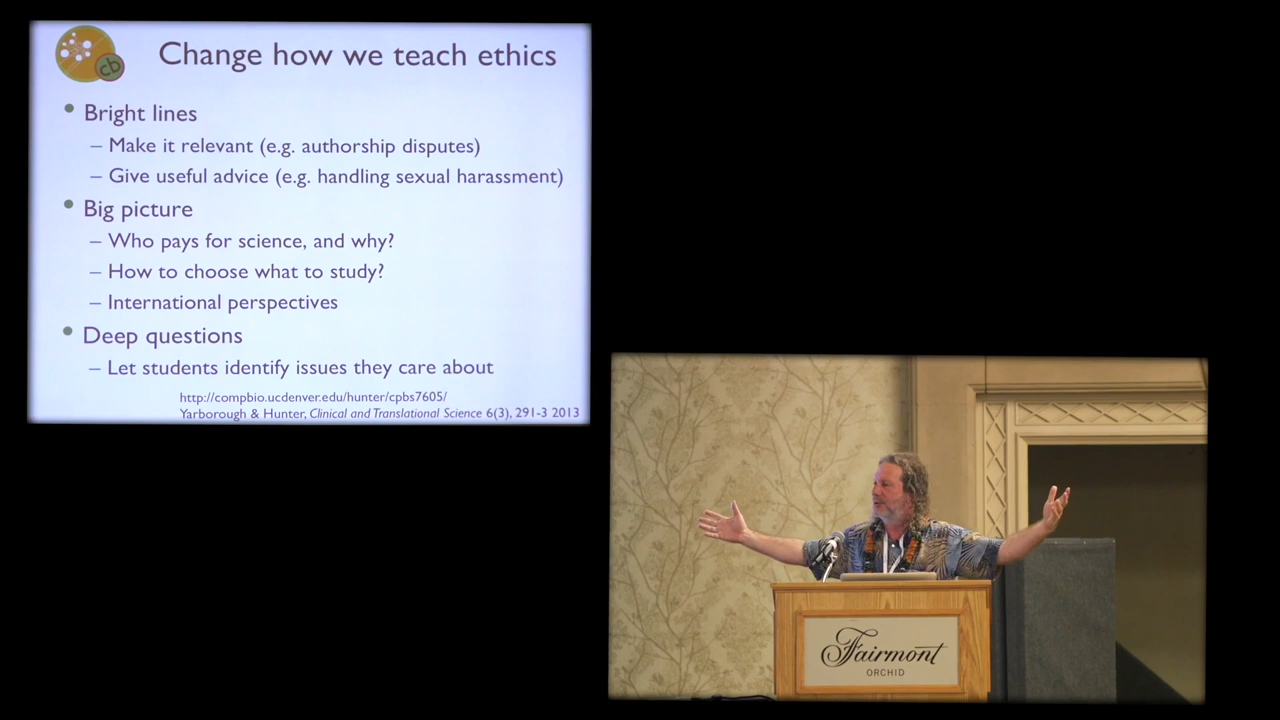 cb
Change how we teach ethics
• Bright lines
– Make it relevant (e.g. authorship disputes)
– Give useful advice (e.g. handling sexual harassment)
• Big picture
– Who pays for science, and why?
– How to choose what to study?
– International perspectives
• Deep questions
– Let students identify issues they care about
http://compbio.ucdenver.edu/hunter/cpbs7605/
Yarborough & Hunter, Clinical and Translational Science 6(3), 291-3 2013
Fairmont
ORCHID